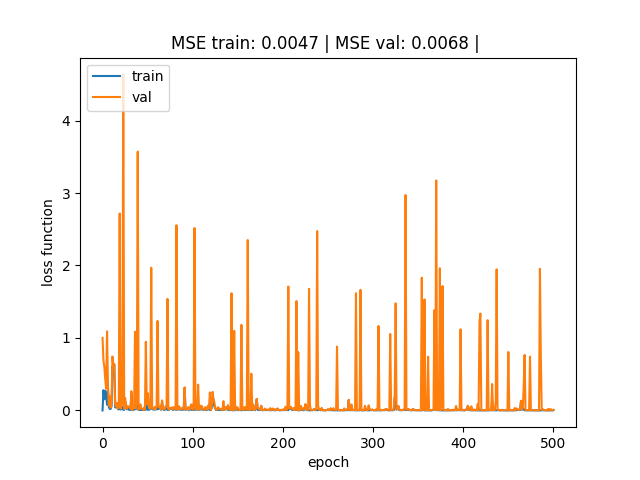 MSE train: 0.0047 | MSE val: 0.0068 |
train
val
4
3
2
1
0
loss function
0
100
200
300
400
500
epoch